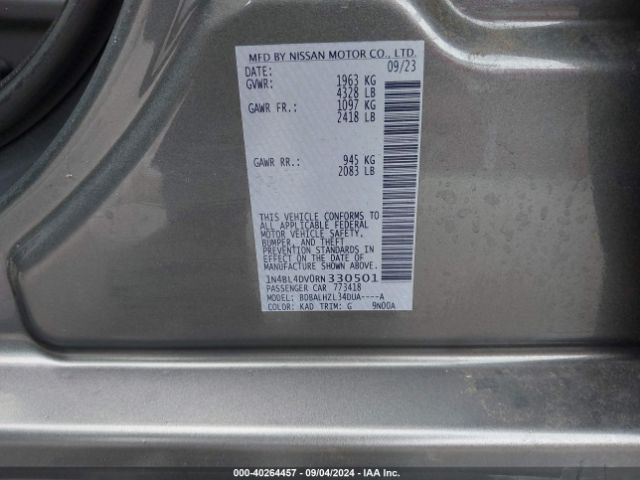 MFD BY NISSAN MOTOR CO., LTD.
DATE: 09/23
GVWR: 1963 KG
4328 LB
GAWR FR.: 1097 KG
2418 LB
GAWR RR.: 945 KG
2083 LB
THIS VEHICLE CONFORMS TO
ALL APPLICABLE FEDERAL
MOTOR VEHICLE SAFETY,
BUMPER, AND THEFT
PREVENTION STANDARDS IN
EFFECT ON THE DATE OF
MANUFACTURE SHOWN ABOVE.
1N4BL4DV0RN330501
PASSENGER CAR 773418
MODEL: BDBALHZL34DUA----A
COLOR: KAD TRIM: G 9N00A
000-40264457 - 09/04/2024 - IAA Inc.